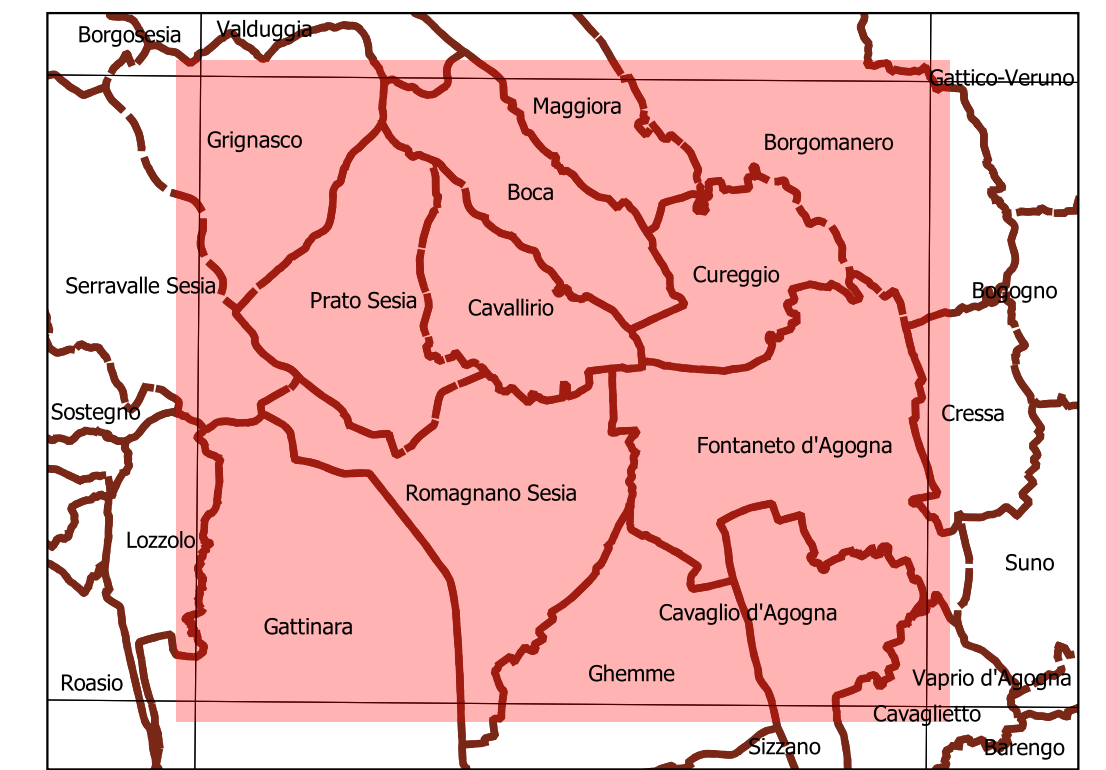 Valduggia
Borgosesia
Gattico-Veruno
Maggiora
Grignasco
Borgomanero
Boca
Cureggio
Serravalle Sesia
Bogogno
Prato Sesia
Cavallirio
Sostegno
Cressa
Fontaneto d'Agogna
Romagnano Sesia
Lozzolo
Suno
Cavaglio d'Agogna
Gattinara
Ghemme
Vaprio d'Agogna
Roasio
Cavaglietto
Sizzano
Barengo